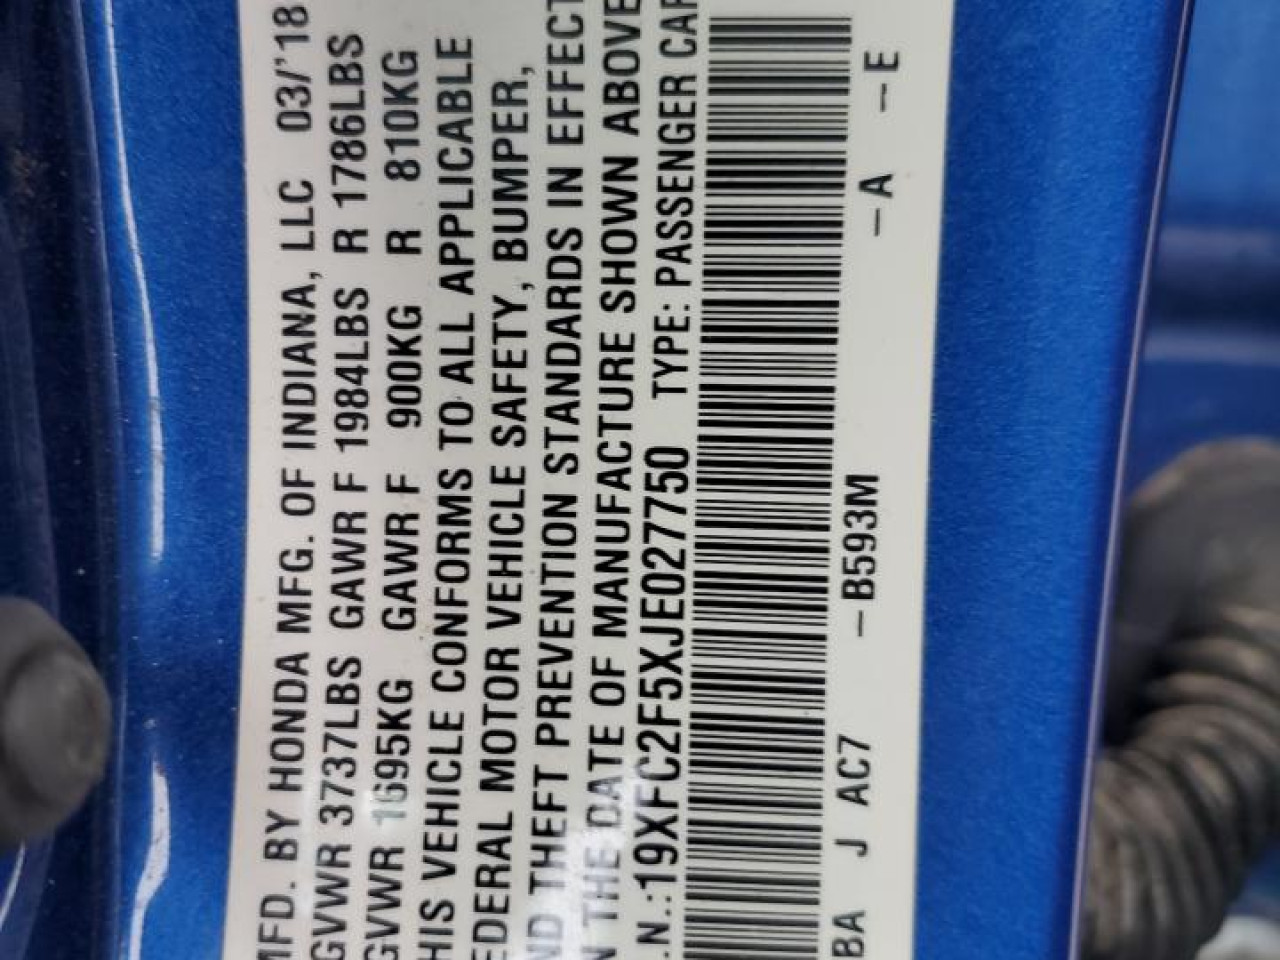 MFD. BY HONDA MFG. OF INDIANA, LLC 03/'18
GVWR 3737LBS GAWR F 1984LBS R 1786LBS
GVWR 1695KG GAWR F 900KG R 810KG
HIS VEHICLE CONFORMS TO ALL APPLICABLE
EDERAL MOTOR VEHICLE SAFETY, BUMPER,
ND THEFT PREVENTION STANDARDS IN EFFECT
N THE DATE OF MANUFACTURE SHOWN ABOVE
.N.:19XFC2F5XJE027750 TYPE: PASSENGER CAR
BA J AC7 –B593M –A –E